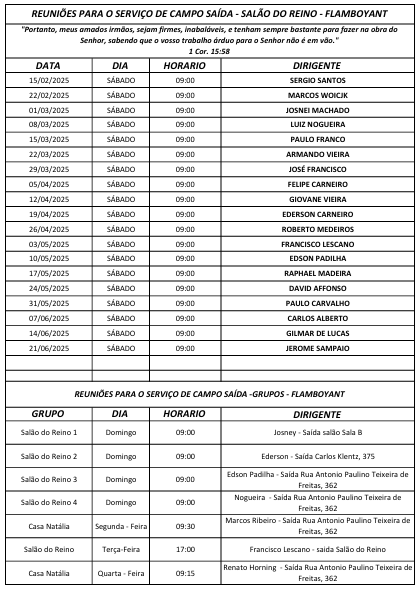 REUNIÕES PARA O SERVIÇO DE CAMPO SAÍDA - SALÃO DO REINO - FLAMBOYANT
"Portanto, meus amados irmãos, sejam firmes, inabaláveis, e tenham sempre bastante para fazer na obra do
Senhor, sabendo que o vosso trabalho árduo para o Senhor não é em vão."
1 Cor. 15:58
DATA DIA HORARIO DIRIGENTE
15/02/2025 SÁBADO 09:00 SERGIO SANTOS
22/02/2025 SÁBADO 09:00 MARCOS WOICJK
01/03/2025 SÁBADO 09:00 JOSNEI MACHADO
08/03/2025 SÁBADO 09:00 LUIZ NOGUEIRA
15/03/2025 SÁBADO 09:00 PAULO FRANCO
22/03/2025 SÁBADO 09:00 ARMANDO VIEIRA
29/03/2025 SÁBADO 09:00 JOSÉ FRANCISCO
05/04/2025 SÁBADO 09:00 FELIPE CARNEIRO
12/04/2025 SÁBADO 09:00 GIOVANE VIEIRA
19/04/2025 SÁBADO 09:00 EDERSON CARNEIRO
26/04/2025 SÁBADO 09:00 ROBERTO MEDEIROS
03/05/2025 SÁBADO 09:00 FRANCISCO LESCANO
10/05/2025 SÁBADO 09:00 EDSON PADILHA
17/05/2025 SÁBADO 09:00 RAPHAEL MADEIRA
24/05/2025 SÁBADO 09:00 DAVID AFFONSO
31/05/2025 SÁBADO 09:00 PAULO CARVALHO
07/06/2025 SÁBADO 09:00 CARLOS ALBERTO
14/06/2025 SÁBADO 09:00 GILMAR DE LUCAS
21/06/2025 SÁBADO 09:00 JEROME SAMPAIO
REUNIÕES PARA O SERVIÇO DE CAMPO SAÍDA -GRUPOS - FLAMBOYANT
GRUPO DIA HORARIO DIRIGENTE
Salão do Reino 1 Domingo 09:00 Josney - Saída salão Sala B
Salão do Reino 2 Domingo 09:00 Ederson - Saída Carlos Klentz, 375
Salão do Reino 3 Domingo 09:00 Edson Padilha - Saída Rua Antonio Paulino Teixeira de
Freitas, 362
Salão do Reino 4 Domingo 09:00 Nogueira - Saída Rua Antonio Paulino Teixeira de
Freitas, 362
Casa Natália Segunda - Feira 09:30 Marcos Ribeiro - Saída Rua Antonio Paulino Teixeira de
Freitas, 362
Salão do Reino Terça-Feira 17:00 Francisco Lescano - saida Salão do Reino
Casa Natália Quarta - Feira 09:15 Renato Horning - Saída Rua Antonio Paulino Teixeira de
Freitas, 362